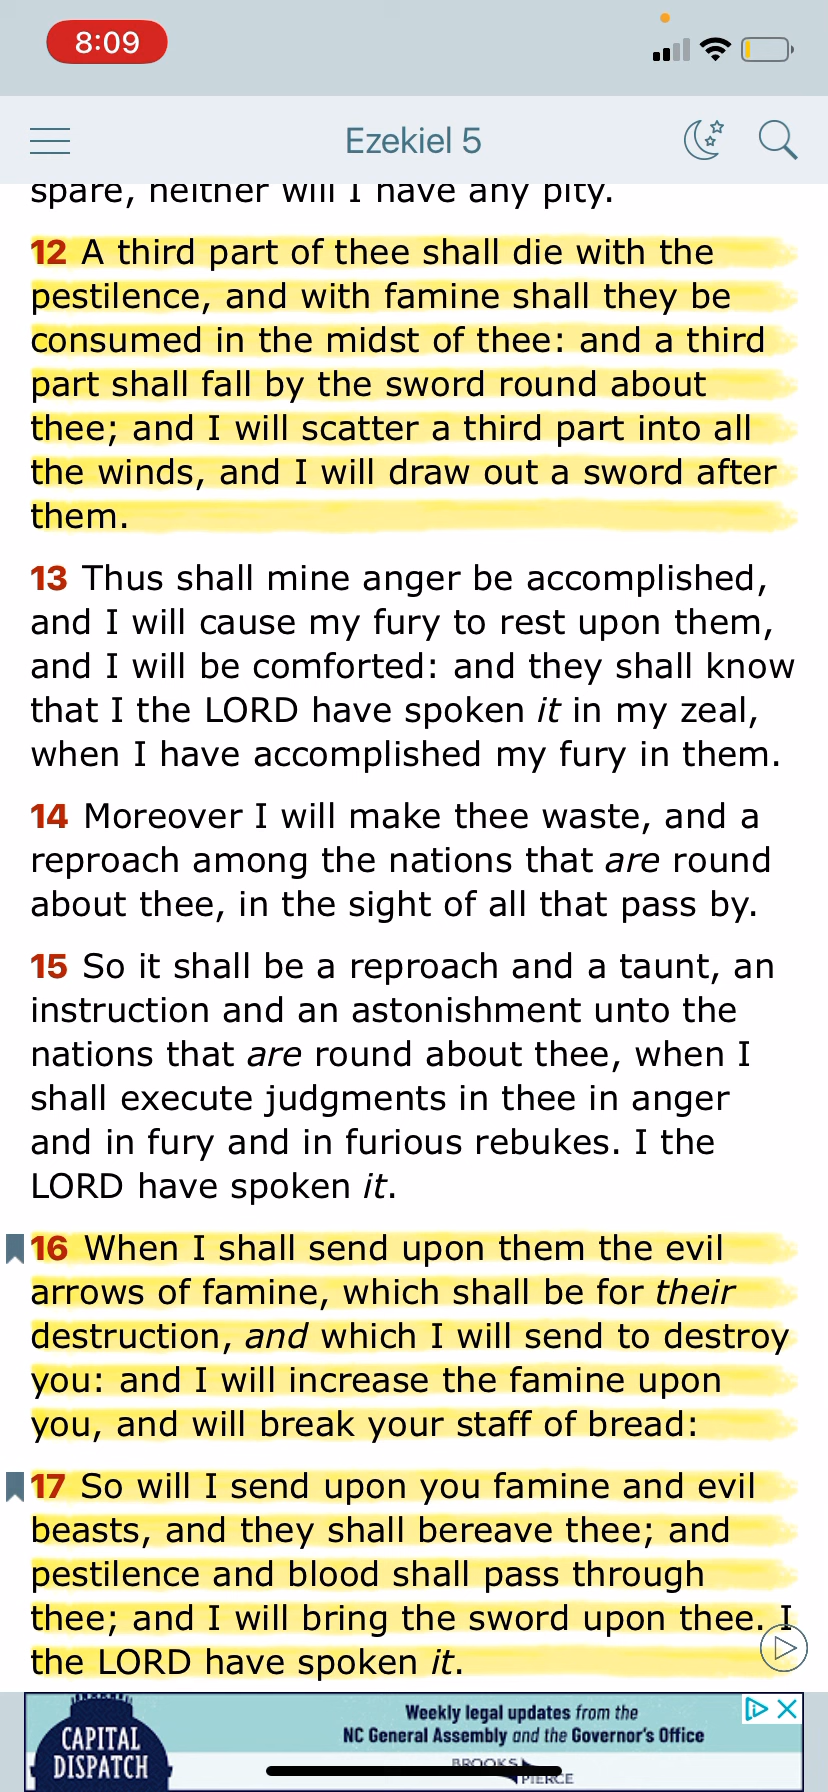 8:09
Ezekiel 5
spare, neither will I have any pity.
12 A third part of thee shall die with the
pestilence, and with famine shall they be
consumed in the midst of thee: and a third
part shall fall by the sword round about
thee; and I will scatter a third part into all
the winds, and I will draw out a sword after
them.
13 Thus shall mine anger be accomplished,
and I will cause my fury to rest upon them,
and I will be comforted: and they shall know
that I the LORD have spoken it in my zeal,
when I have accomplished my fury in them.
14 Moreover I will make thee waste, and a
reproach among the nations that are round
about thee, in the sight of all that pass by.
15 So it shall be a reproach and a taunt, an
instruction and an astonishment unto the
nations that are round about thee, when I
shall execute judgments in thee in anger
and in fury and in furious rebukes. I the
LORD have spoken it.
16 When I shall send upon them the evil
arrows of famine, which shall be for their
destruction, and which I will send to destroy
you: and I will increase the famine upon
you, and will break your staff of bread:
17 So will I send upon you famine and evil
beasts, and they shall bereave thee; and
pestilence and blood shall pass through
thee; and I will bring the sword upon thee. I
the LORD have spoken it.
CAPITAL
DISPATCH
Weekly legal updates from the
NC General Assembly and the Governor's Office
BROOKS
PIERCE